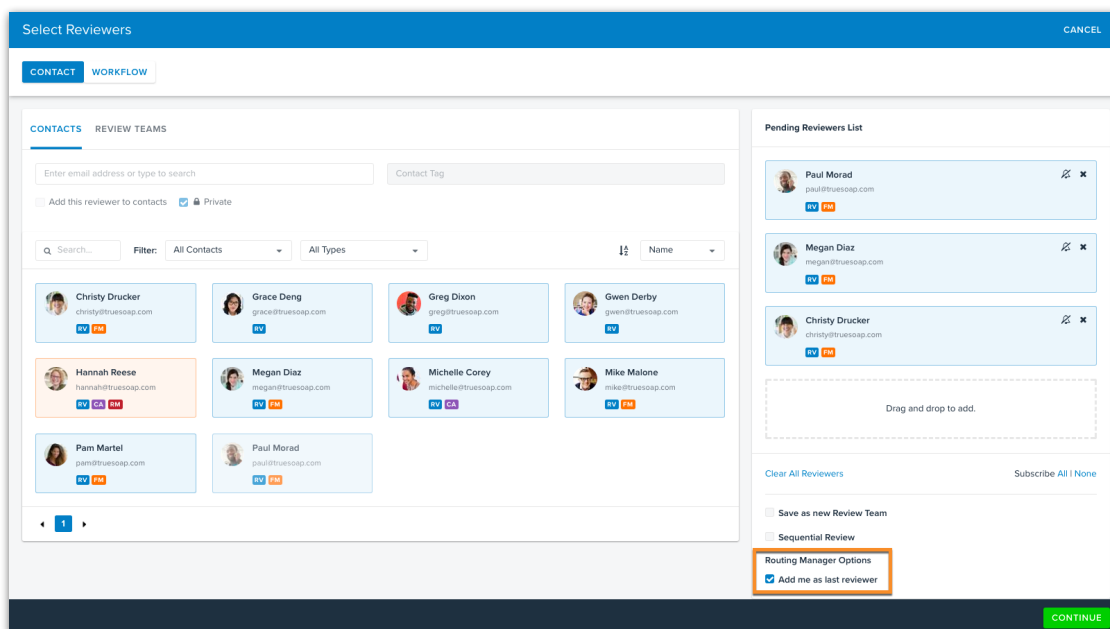 Select Reviewers
CANCEL
CONTACT WORKFLOW
CONTACTS REVIEW TEAMS
Enter email address or type to search
Contact Tag
Add this reviewer to contacts Private
Search... Filter: All Contacts All Types Name
Christy Drucker
christy@truesoap.com
RV FM
Grace Deng
grace@truesoap.com
RV
Greg Dixon
greg@truesoap.com
RV
Gwen Derby
gwen@truesoap.com
RV
Hannah Reese
hannah@truesoap.com
RV CA RM
Megan Diaz
megan@truesoap.com
RV FM
Michelle Corey
michelle@truesoap.com
RV CA
Mike Malone
mike@truesoap.com
RV FM
Pam Martel
pam@truesoap.com
RV FM
Paul Morad
paul@truesoap.com
RV FM
1
Pending Reviewers List
Paul Morad
paul@truesoap.com
RV FM
Megan Diaz
megan@truesoap.com
RV FM
Christy Drucker
christy@truesoap.com
RV FM
Drag and drop to add.
Clear All Reviewers
Subscribe All | None
Save as new Review Team
Sequential Review
Routing Manager Options
Add me as last reviewer
CONTINUE